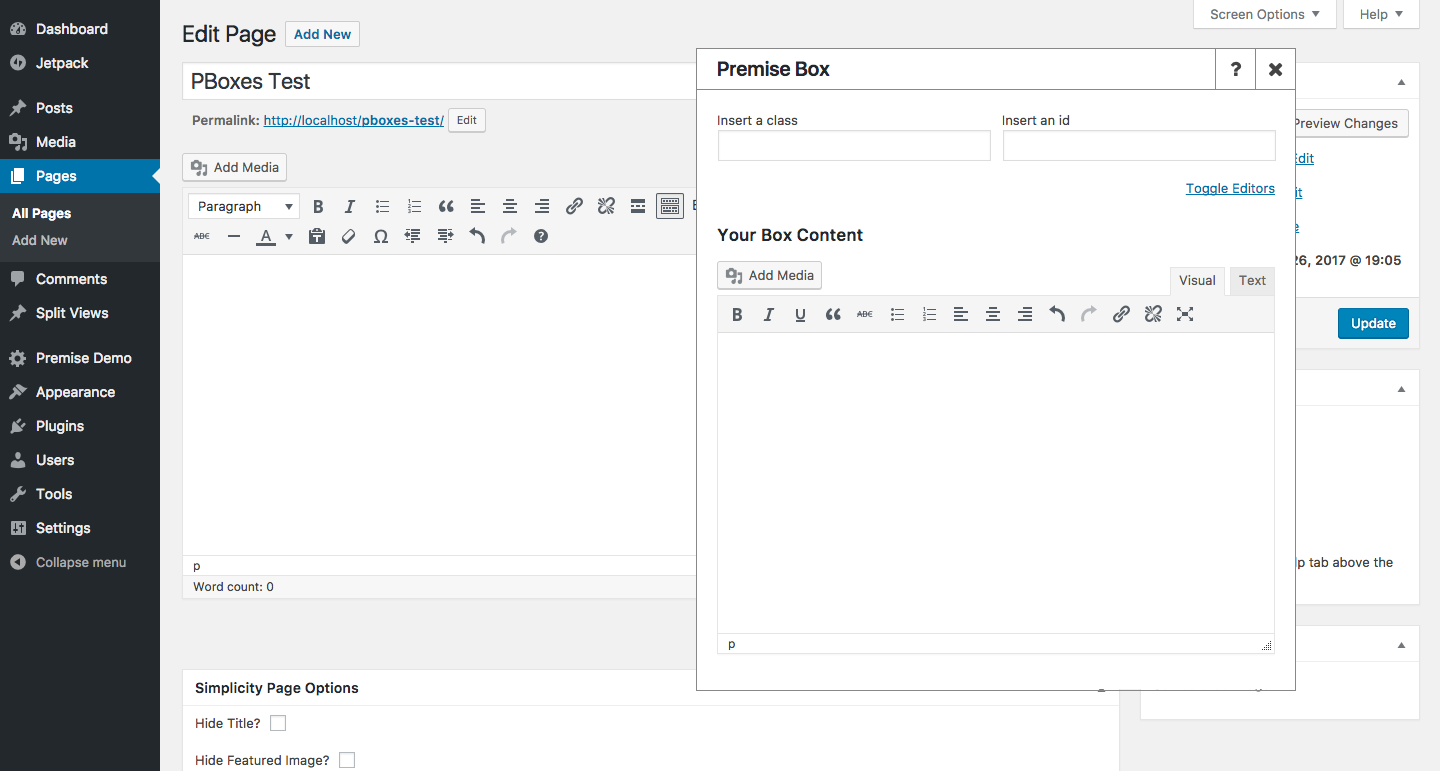 Dashboard
Jetpack
Posts
Media
Pages
All Pages
Add New
Comments
Split Views
Premise Demo
Appearance
Plugins
Users
Tools
Settings
Collapse menu
Screen Options
Help
Edit Page Add New
PBoxes Test
Permalink: http://localhost/pboxes-test/ Edit
Add Media
Paragraph
ABC
p
Word count: 0
Simplicity Page Options
Hide Title?
Hide Featured Image?
Premise Box ?
Insert a class Insert an id
Toggle Editors
Your Box Content
Add Media Visual Text
B I U ABC
p
Preview Changes
Edit
26, 2017 @ 19:05
Update
tab above the